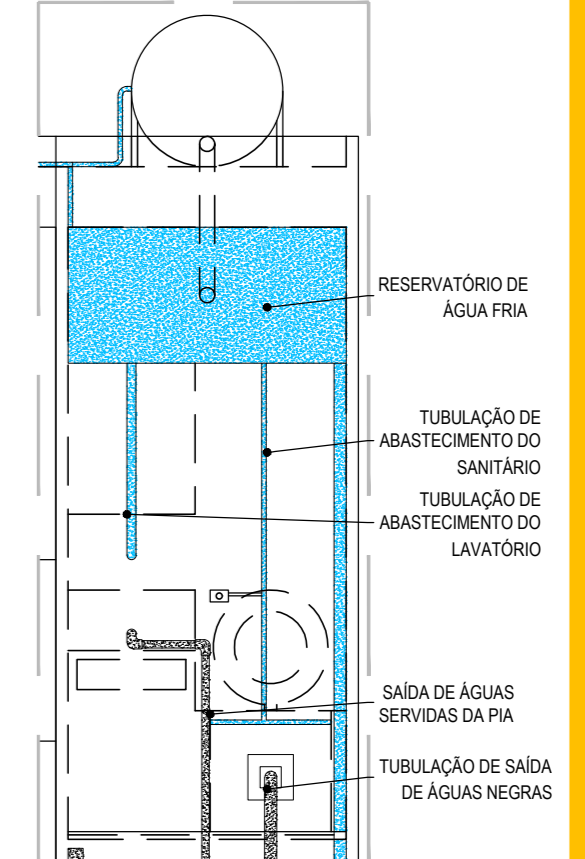 RESERVATÓRIO DE
ÁGUA FRIA
TUBULAÇÃO DE
ABASTECIMENTO DO
SANITÁRIO
TUBULAÇÃO DE
ABASTECIMENTO DO
LAVATÓRIO
SAÍDA DE ÁGUAS
SERVIDAS DA PIA
TUBULAÇÃO DE SAÍDA
DE ÁGUAS NEGRAS